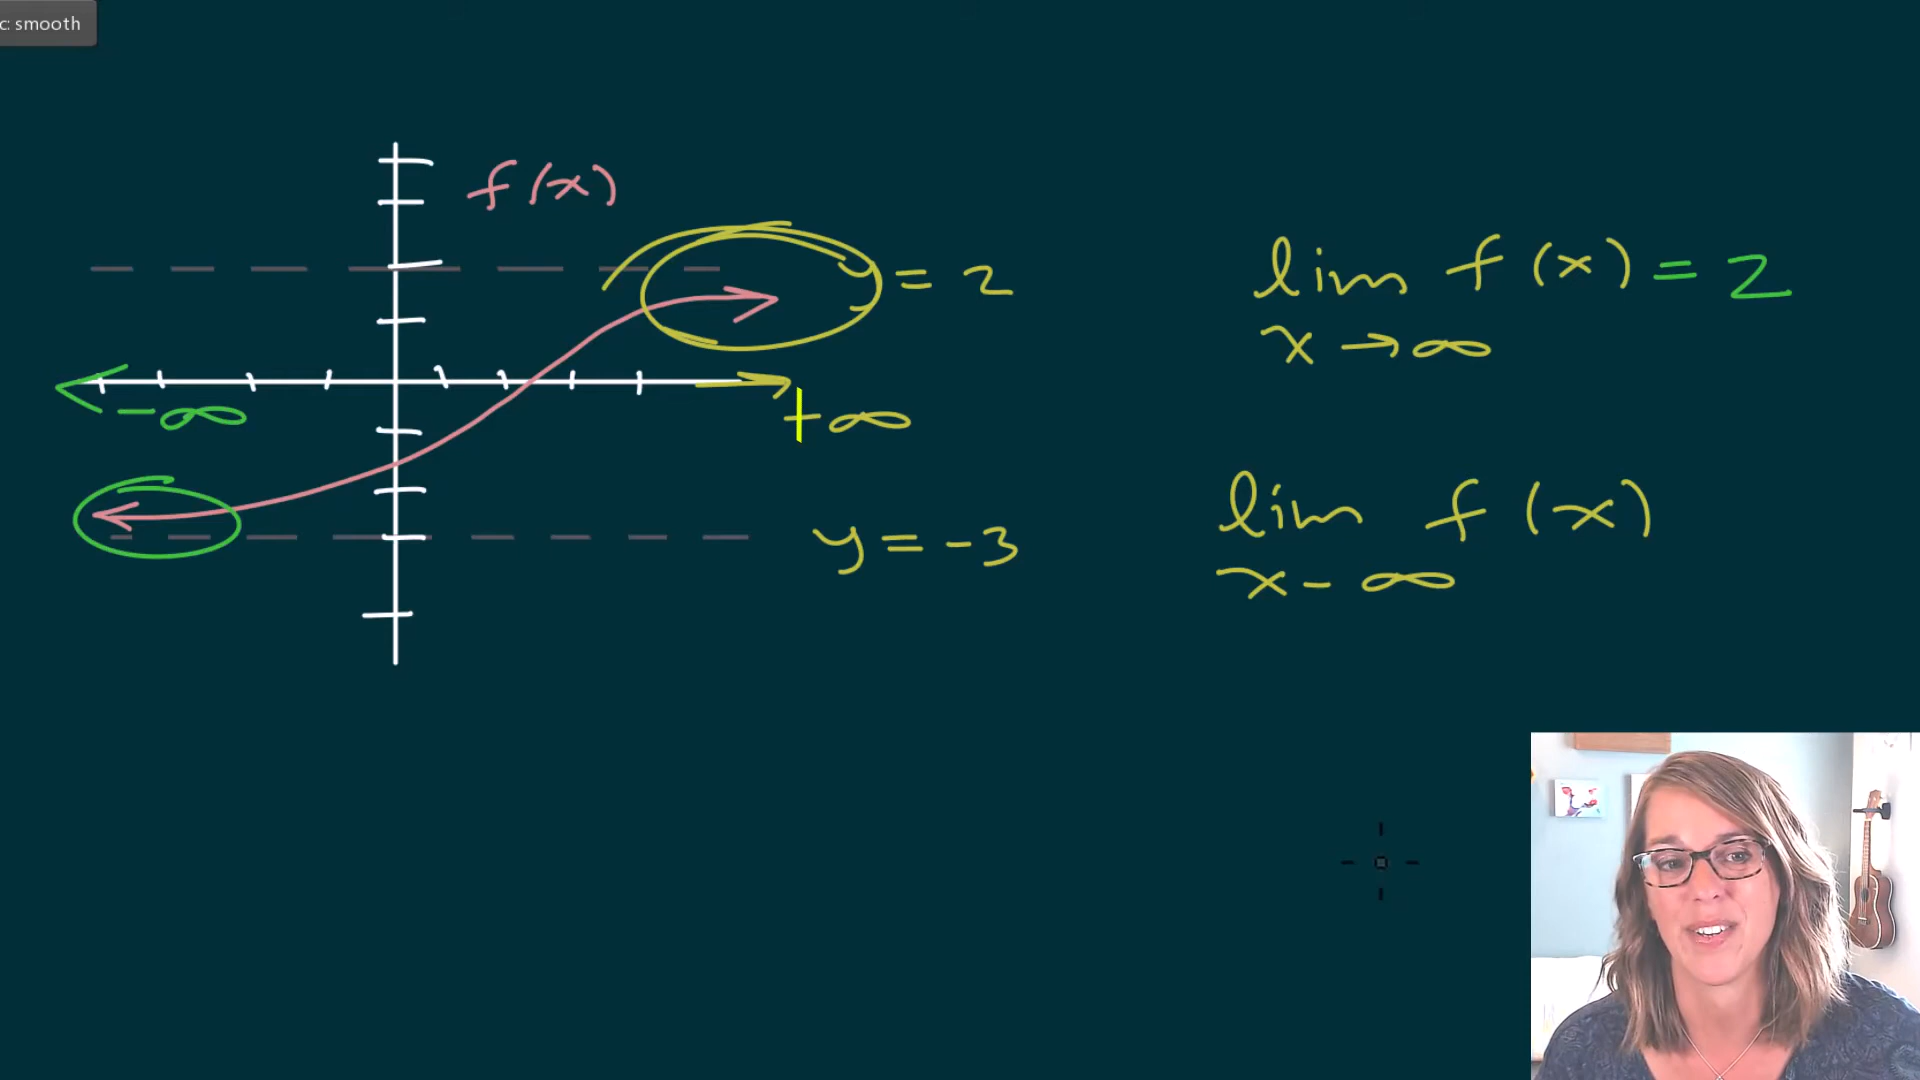 c: smooth
f(x)
y = 2
lim f(x) = 2
x → ∞
-∞
+∞
lim f(x)
x - ∞
y = -3